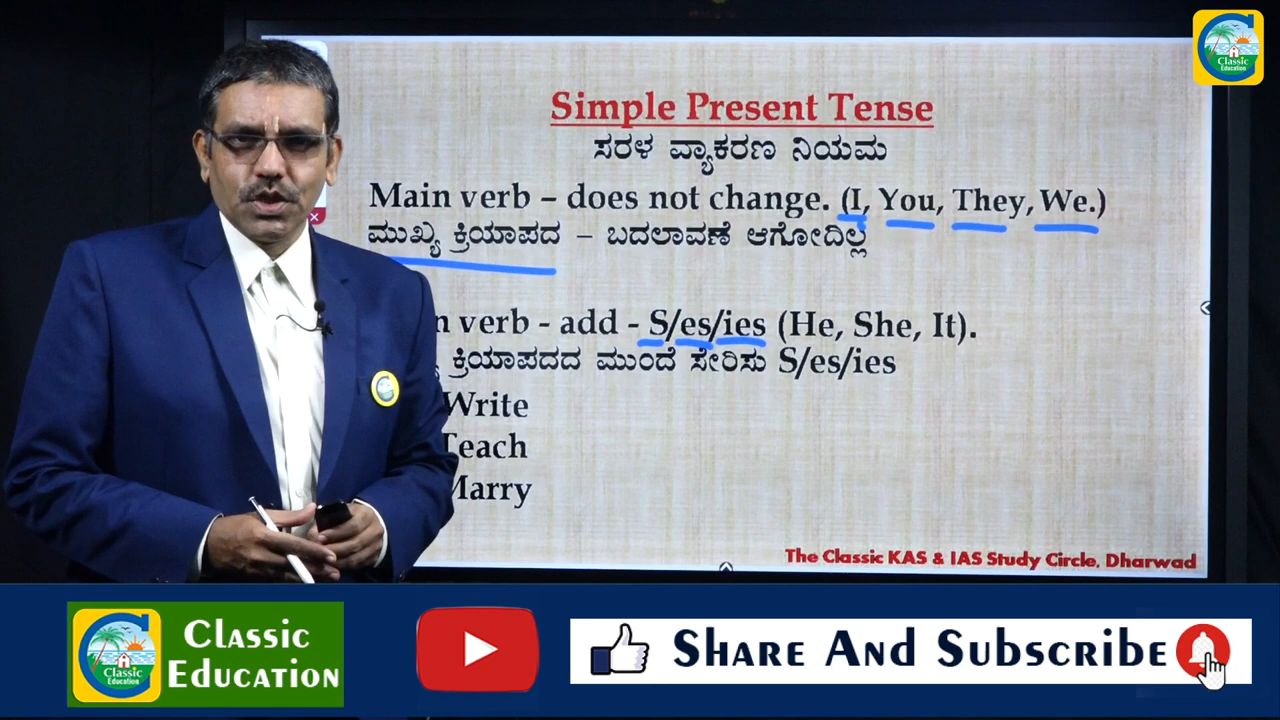 Classic
Education
Simple Present Tense
ಸರಳ ವ್ಯಾಕರಣ ನಿಯಮ
Main verb – does not change. (I, You, They, We.)
ಮುಖ್ಯ ಕ್ರಿಯಾಪದ – ಬದಲಾವಣೆ ಆಗೋದಿಲ್ಲ
verb - add - S/es/ies (He, She, It).
ಕ್ರಿಯಾಪದದ ಮುಂದೆ ಸೇರಿಸು S/es/ies
Write
Teach
Marry
The Classic KAS & IAS Study Circle, Dharwad
Classic
Education
Classic
Education
Share And Subscribe